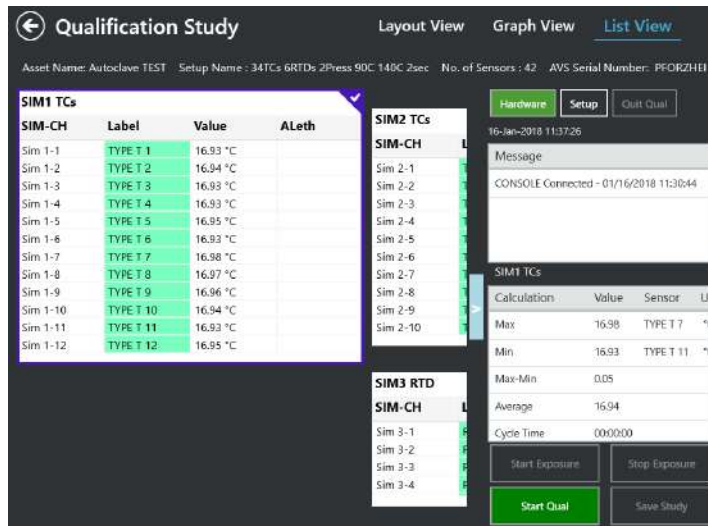 Qualification Study
Layout View Graph View List View
Asset Name: Autoclave TEST Setup Name : 34TCs 6RTDs 2Press 90C 140C 2sec No. of Sensors : 42 AVS Serial Number: PFORZHEI
SIM1 TCs
SIM-CH Label Value ALeth
Sim 1-1 TYPE T 1 16.93 °C
Sim 1-2 TYPE T 2 16.94 °C
Sim 1-3 TYPE T 3 16.93 °C
Sim 1-4 TYPE T 4 16.93 °C
Sim 1-5 TYPE T 5 16.95 °C
Sim 1-6 TYPE T 6 16.93 °C
Sim 1-7 TYPE T 7 16.98 °C
Sim 1-8 TYPE T 8 16.97 °C
Sim 1-9 TYPE T 9 16.96 °C
Sim 1-10 TYPE T 10 16.94 °C
Sim 1-11 TYPE T 11 16.93 °C
Sim 1-12 TYPE T 12 16.95 °C
SIM2 TCs
SIM-CH L
Sim 2-1 T
Sim 2-2 T
Sim 2-3 T
Sim 2-4 T
Sim 2-5 T
Sim 2-6 T
Sim 2-7 T
Sim 2-8 T
Sim 2-9 T
Sim 2-10 T
SIM3 RTD
SIM-CH L
Sim 3-1
Sim 3-2
Sim 3-3
Sim 3-4
Hardware Setup Quit Qual
16-Jan-2018 11:37:26
Message
CONSOLE Connected - 01/16/2018 11:30:44
SIM1 TCs
Calculation Value Sensor U
Max 16.98 TYPE T 7
Min 16.93 TYPE T 11
Max-Min 0.05
Average 16.94
Cycle Time 00:00:00
Start Exposure Stop Exposure
Start Qual Save Study